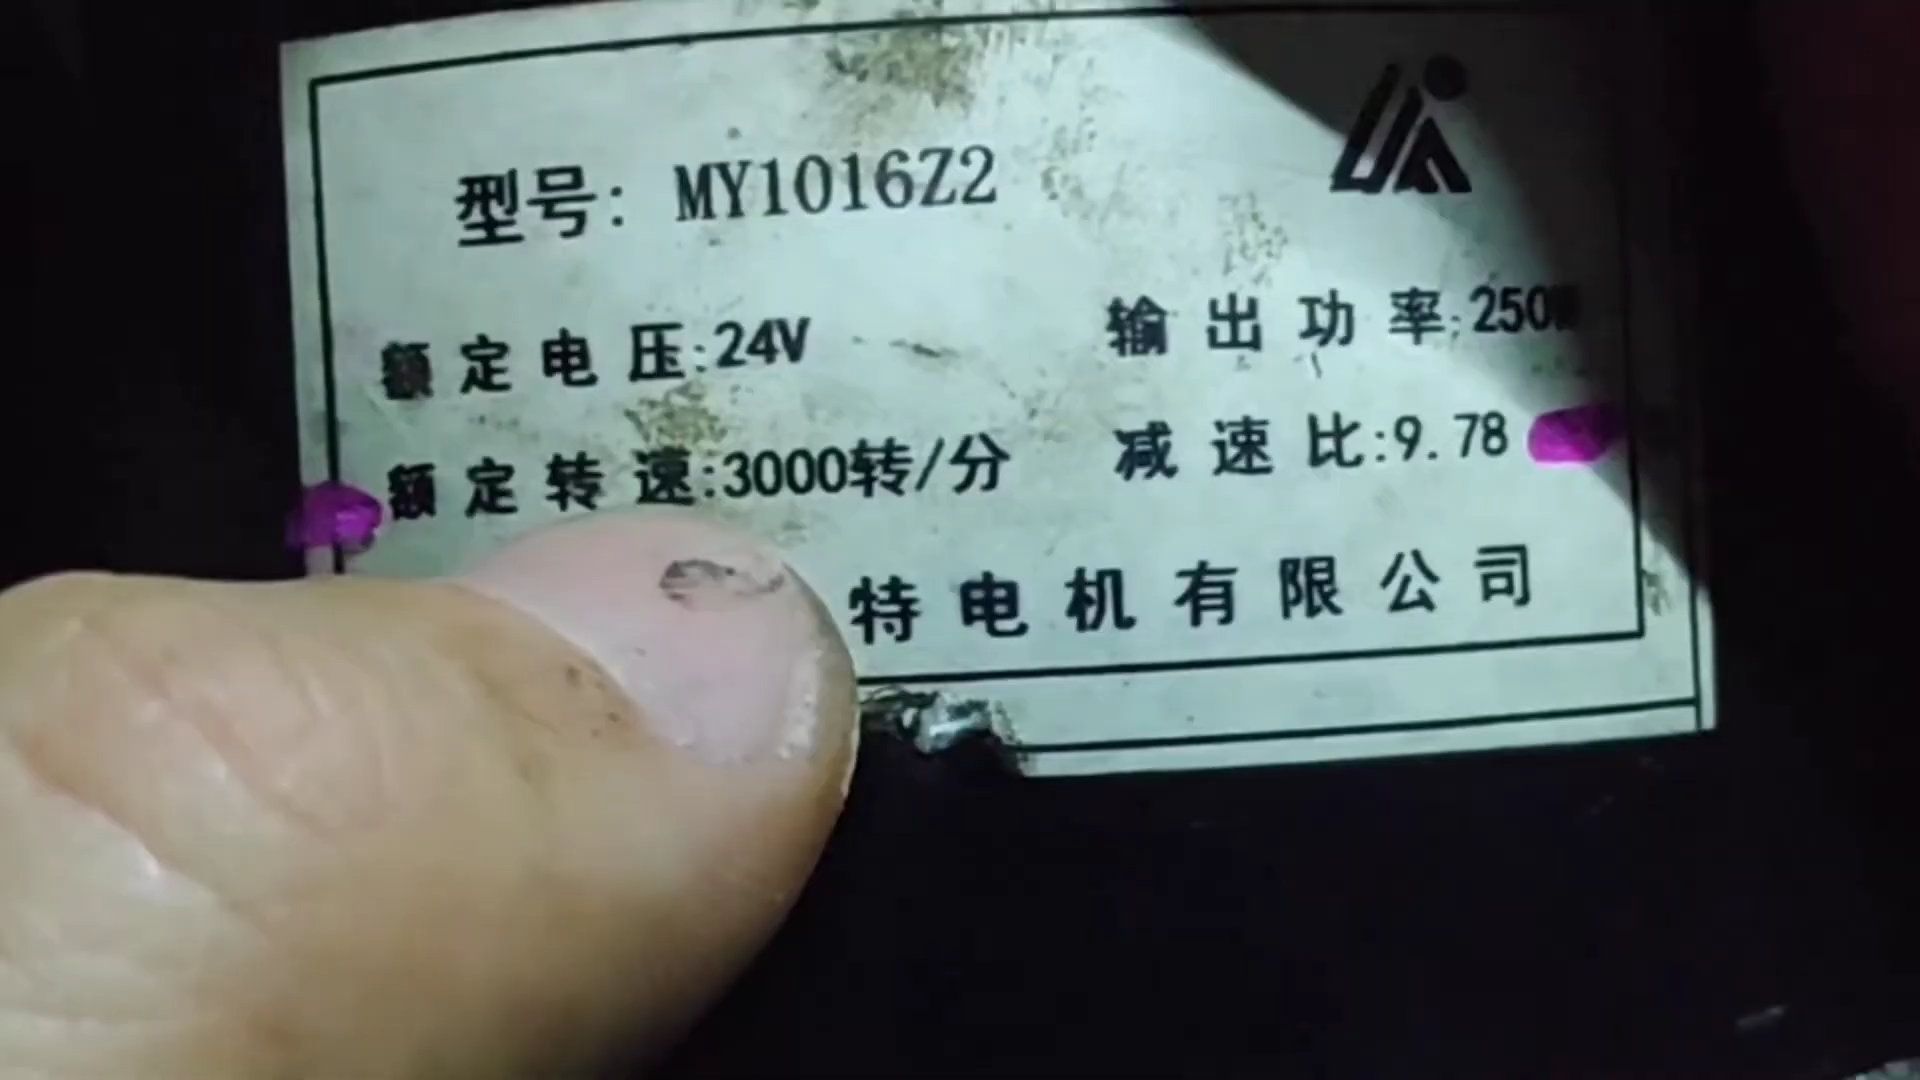 型号: MY1016Z2
额定电压:24V 输出功率:250W
额定转速:3000转/分 减速比:9.78
特电机有限公司